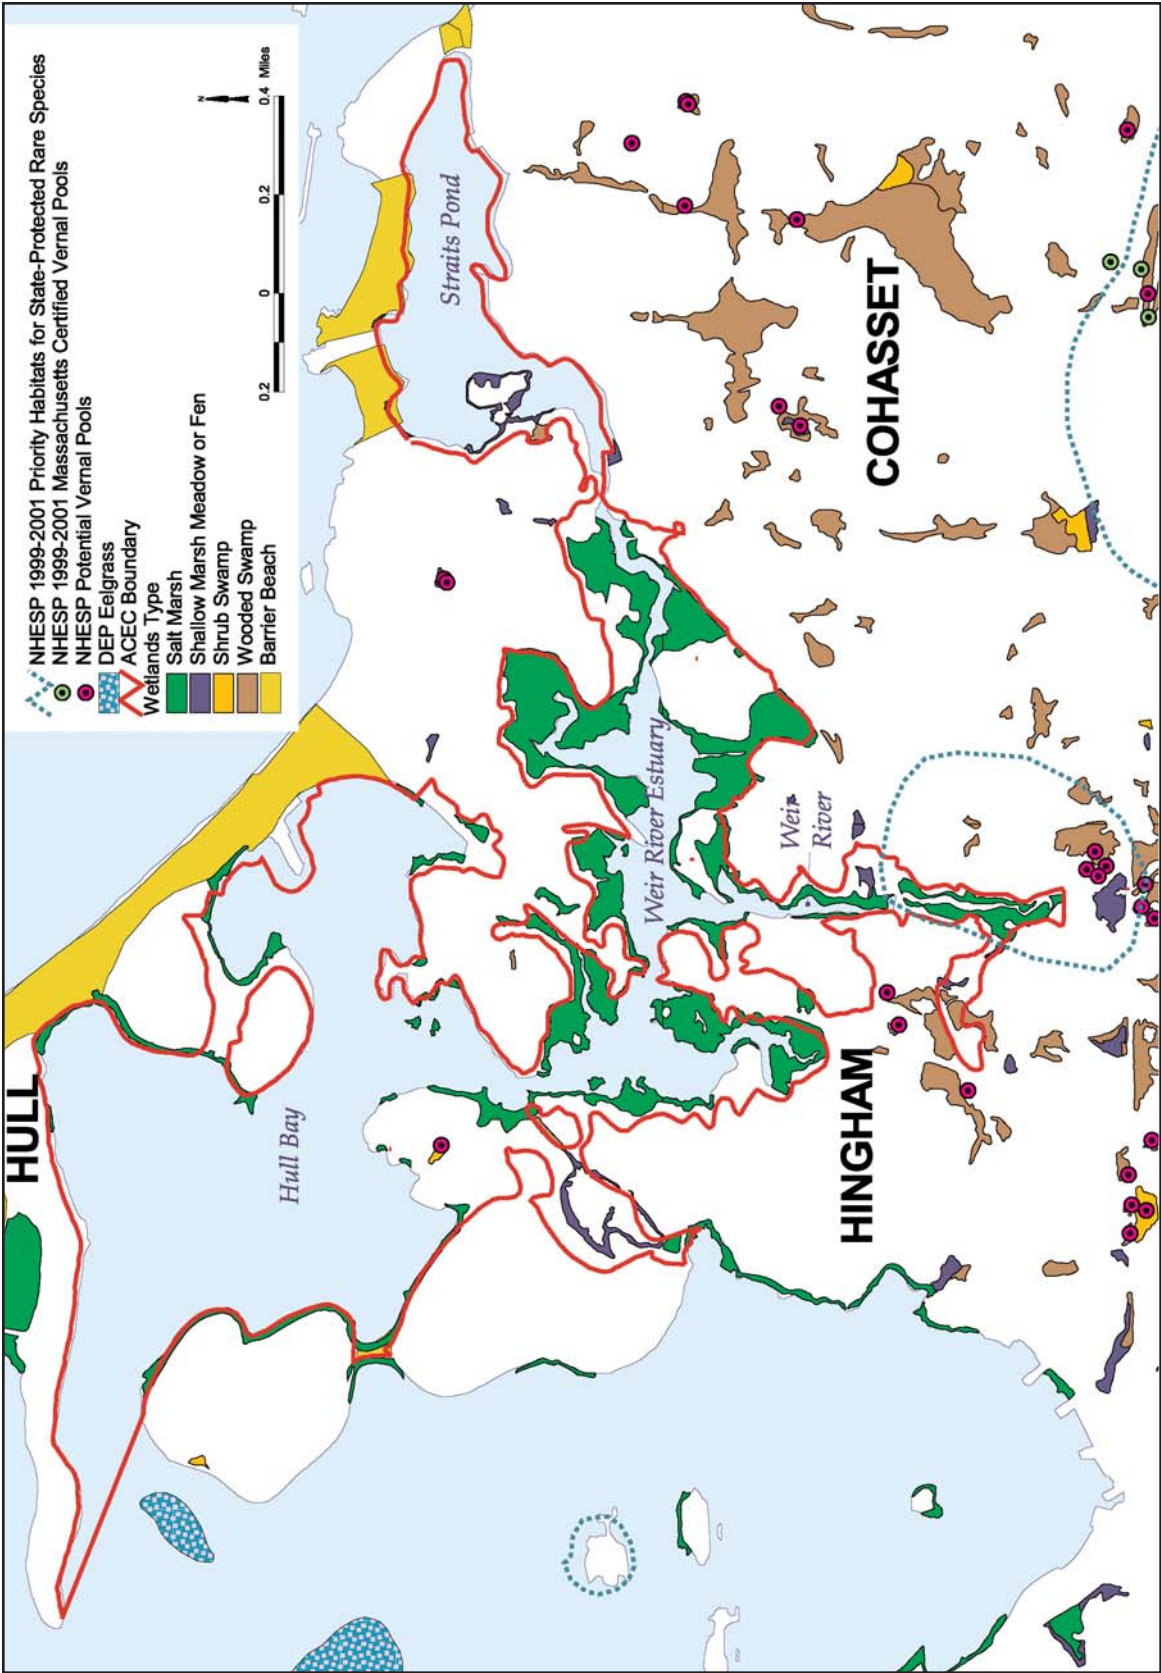 NHESP 1999-2001 Priority Habitats for State-Protected Rare Species
NHESP 1999-2001 Massachusetts Certified Vernal Pools
NHESP Potential Vernal Pools
DEP Eelgrass
ACEC Boundary
Wetlands Type
Salt Marsh
Shallow Marsh Meadow or Fen
Shrub Swamp
Wooded Swamp
Barrier Beach
N
0.2 0 0.2 0.4 Miles
HULL
Hull Bay
Straits Pond
Weir River Estuary
Weir
River
COHASSET
HINGHAM